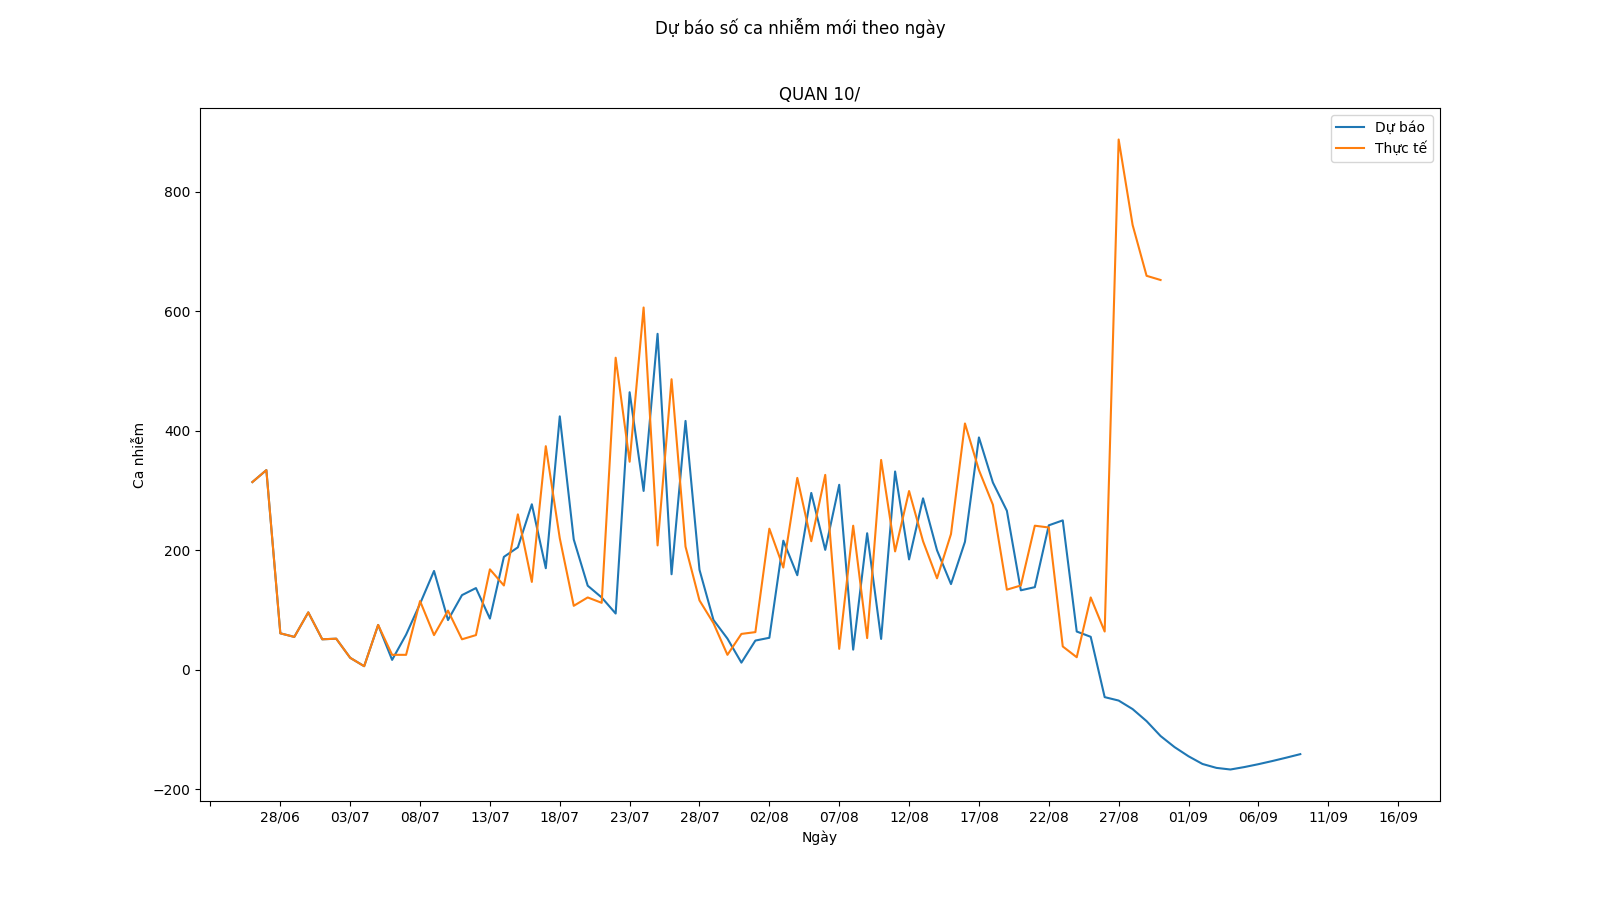 Dự báo số ca nhiễm mới theo ngày
QUAN 10/
Dự báo
Thực tế
800
600
400
200
0
−200
Ca nhiễm
28/06 03/07 08/07 13/07 18/07 23/07 28/07 02/08 07/08 12/08 17/08 22/08 27/08 01/09 06/09 11/09 16/09
Ngày